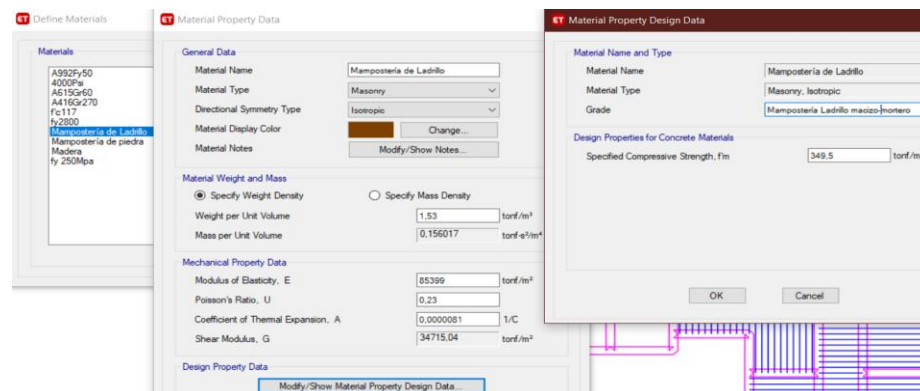 ET Define Materials
Materials
A992Fy50
4000Psi
A615Gr60
A416Gr270
f'c117
fy2800
Mampostería de Ladrillo
Mampostería de piedra
Madera
fy 250Mpa
ET Material Property Data
General Data
Material Name Mampostería de Ladrillo
Material Type Masonry
Directional Symmetry Type Isotropic
Material Display Color Change...
Material Notes Modify/Show Notes...
Material Weight and Mass
Specify Weight Density Specify Mass Density
Weight per Unit Volume 1,53 tonf/m³
Mass per Unit Volume 0,156017 tonf-s²/m⁴
Mechanical Property Data
Modulus of Elasticity, E 85399 tonf/m²
Poisson's Ratio, U 0,23
Coefficient of Thermal Expansion, A 0,0000081 1/C
Shear Modulus, G 34715,04 tonf/m²
Design Property Data
Modify/Show Material Property Design Data...
ET Material Property Design Data
Material Name and Type
Material Name Mampostería de Ladrillo
Material Type Masonry, Isotropic
Grade Mampostería Ladrillo macizo-mortero
Design Properties for Concrete Materials
Specified Compressive Strength, f'm 349,5 tonf/m
OK Cancel